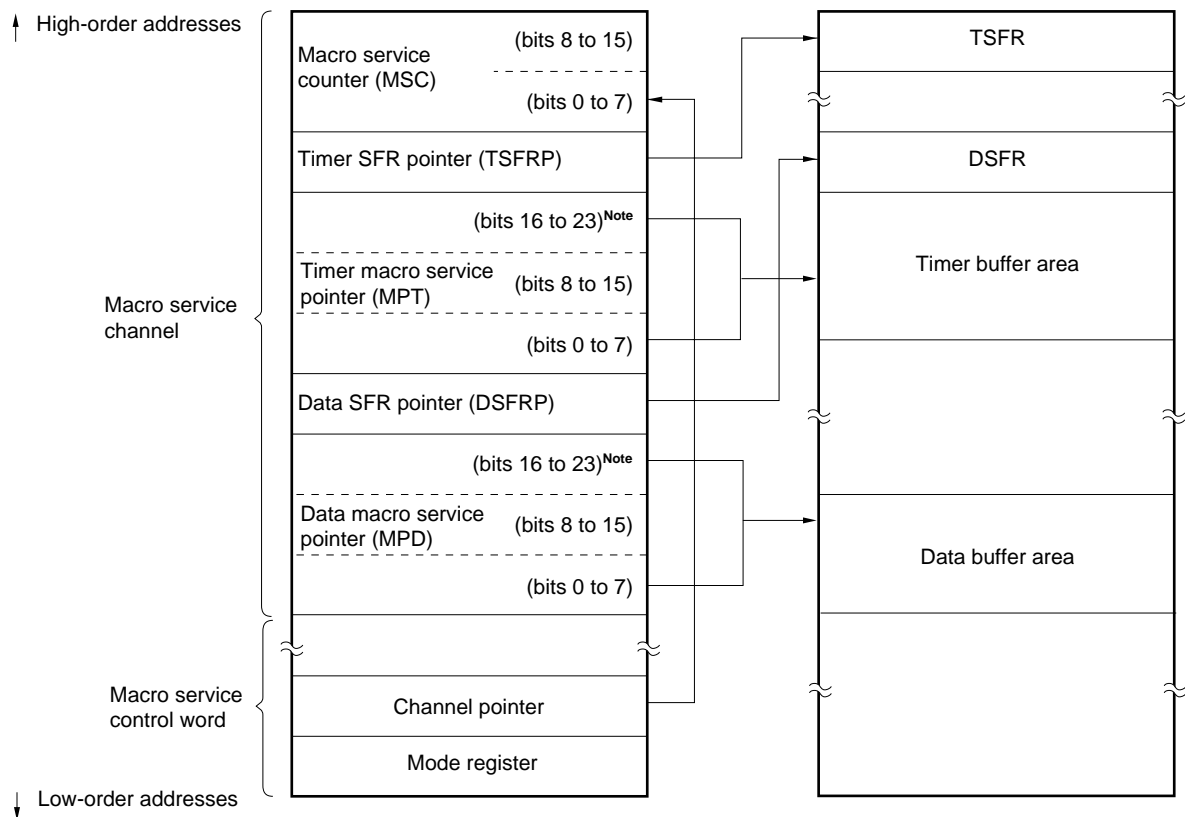 High-order addresses
Macro service
counter (MSC)
(bits 8 to 15)
(bits 0 to 7)
Timer SFR pointer (TSFRP)
(bits 16 to 23)Note
Timer macro service
pointer (MPT)
(bits 8 to 15)
(bits 0 to 7)
Data SFR pointer (DSFRP)
(bits 16 to 23)Note
Data macro service
pointer (MPD)
(bits 8 to 15)
(bits 0 to 7)
Channel pointer
Mode register
Macro service
channel
Macro service
control word
Low-order addresses
TSFR
DSFR
Timer buffer area
Data buffer area